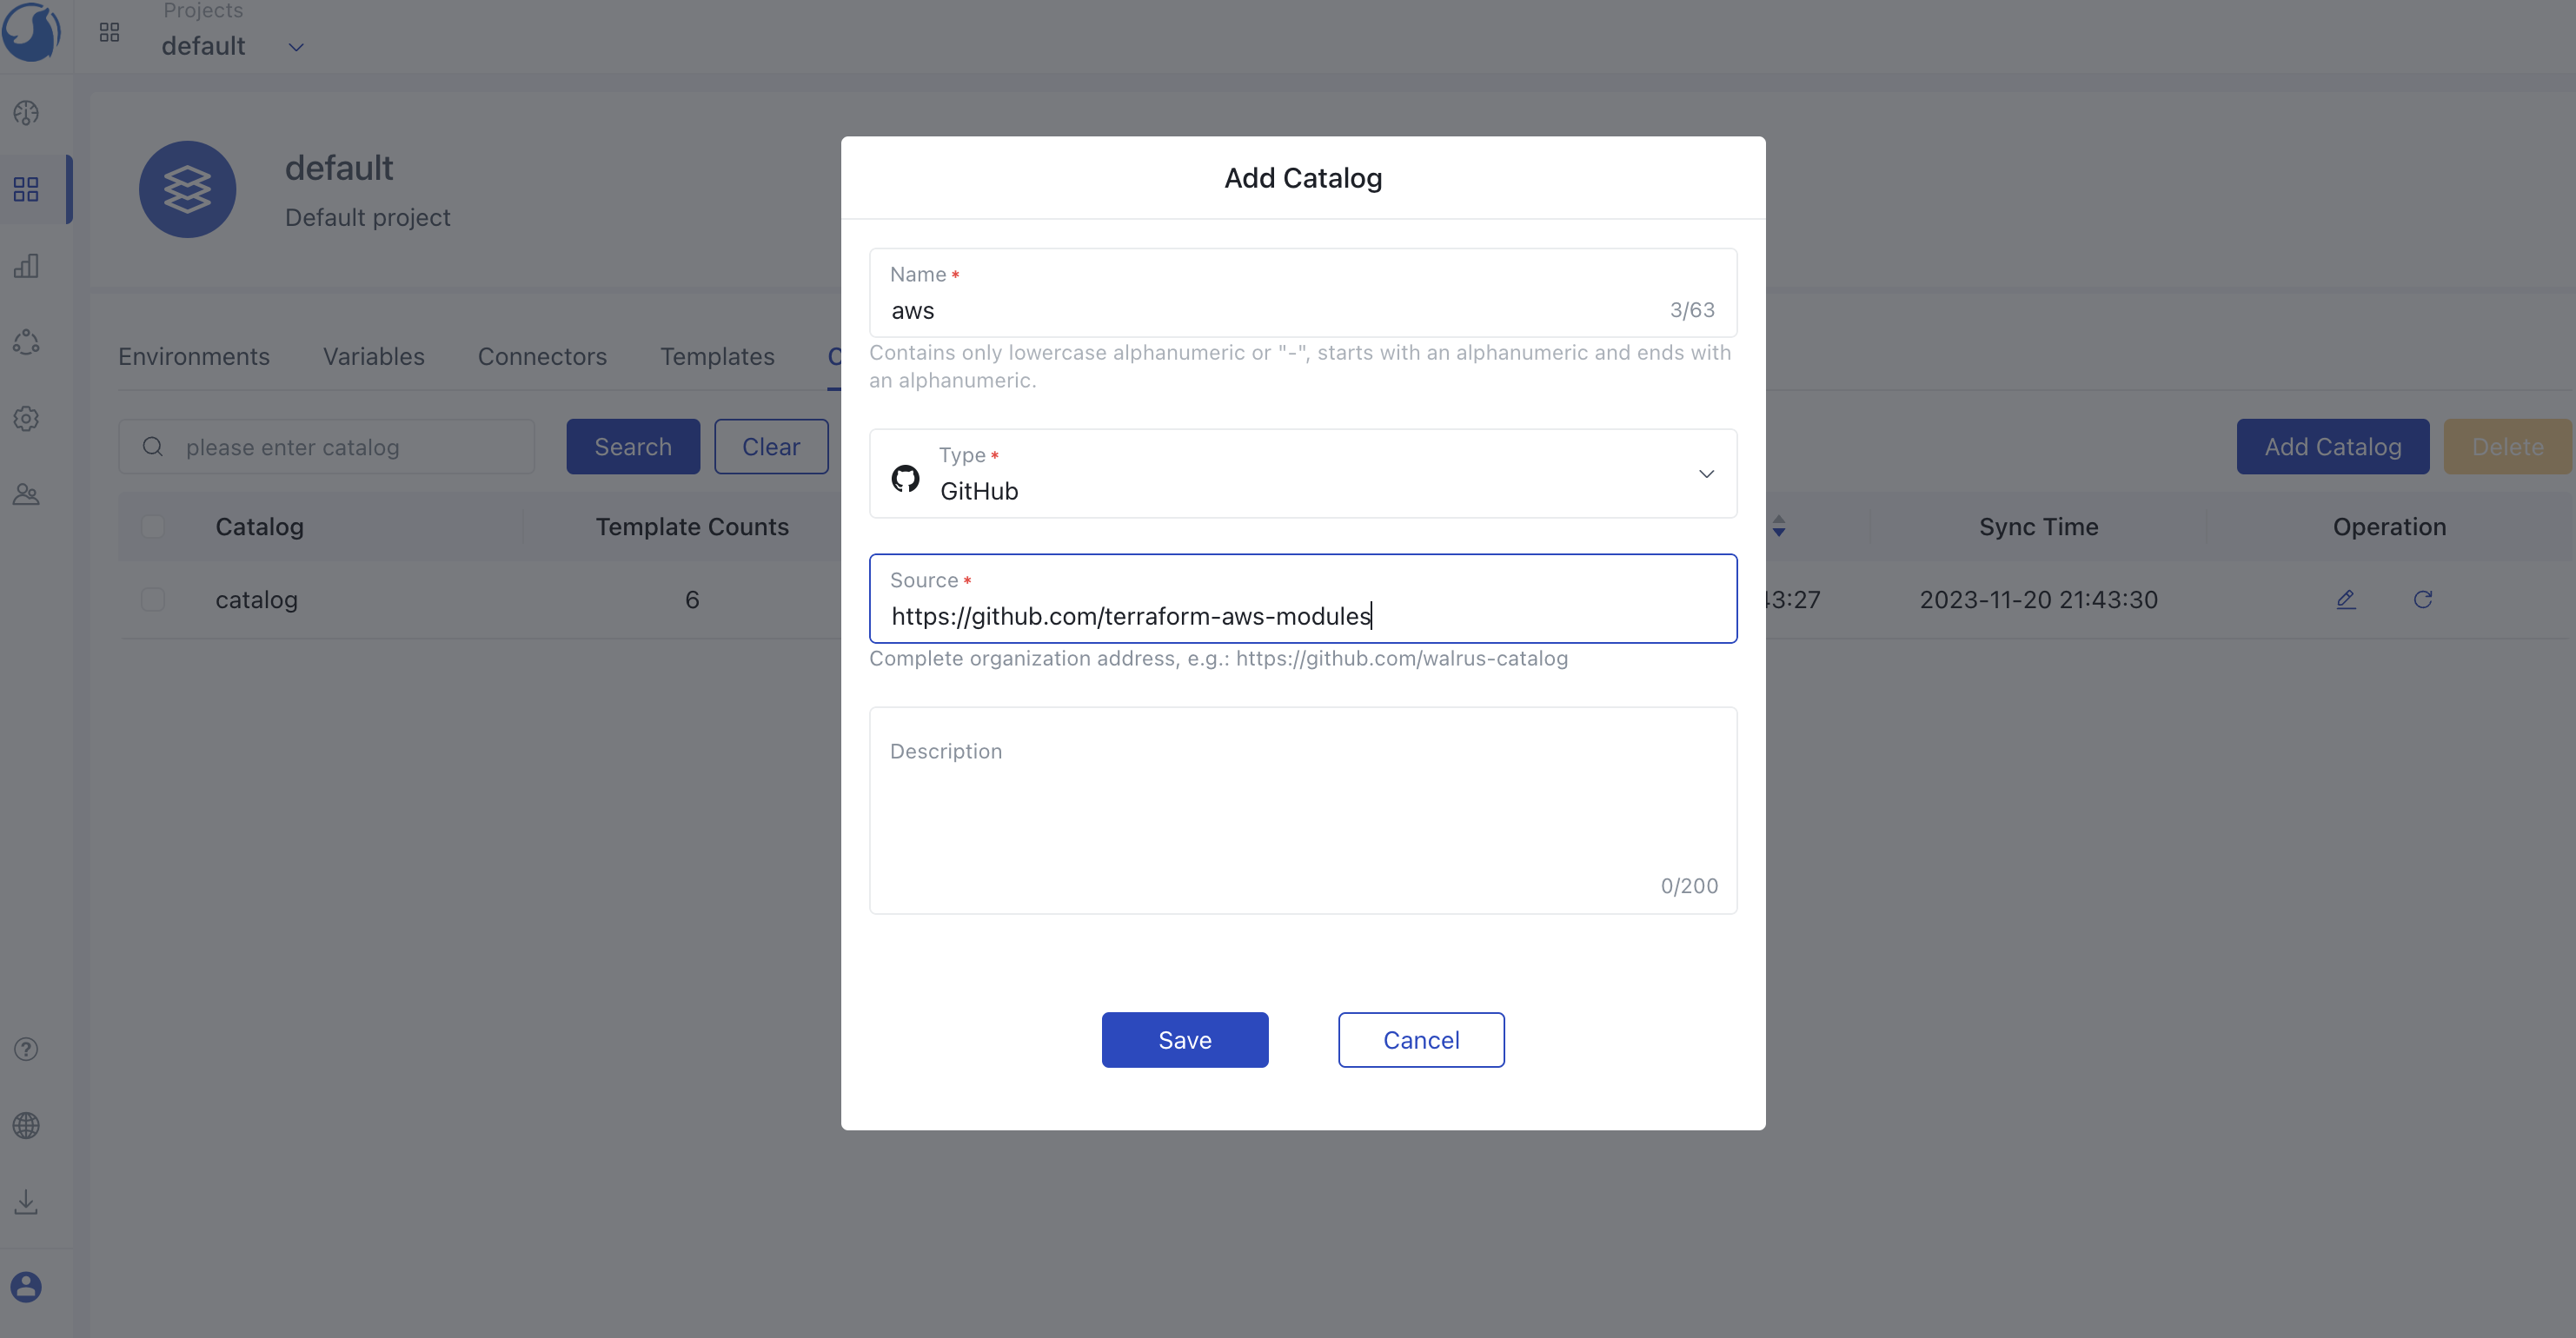 Projects
default
default
Default project
Environments Variables Connectors Templates
please enter catalog Search Clear Add Catalog Delete
Catalog Template Counts Sync Time Operation
catalog 6 43:27 2023-11-20 21:43:30
Add Catalog
Name *
aws 3/63
Contains only lowercase alphanumeric or "-", starts with an alphanumeric and ends with
an alphanumeric.
Type *
GitHub
Source *
https://github.com/terraform-aws-modules
Complete organization address, e.g.: https://github.com/walrus-catalog
Description
0/200
Save Cancel